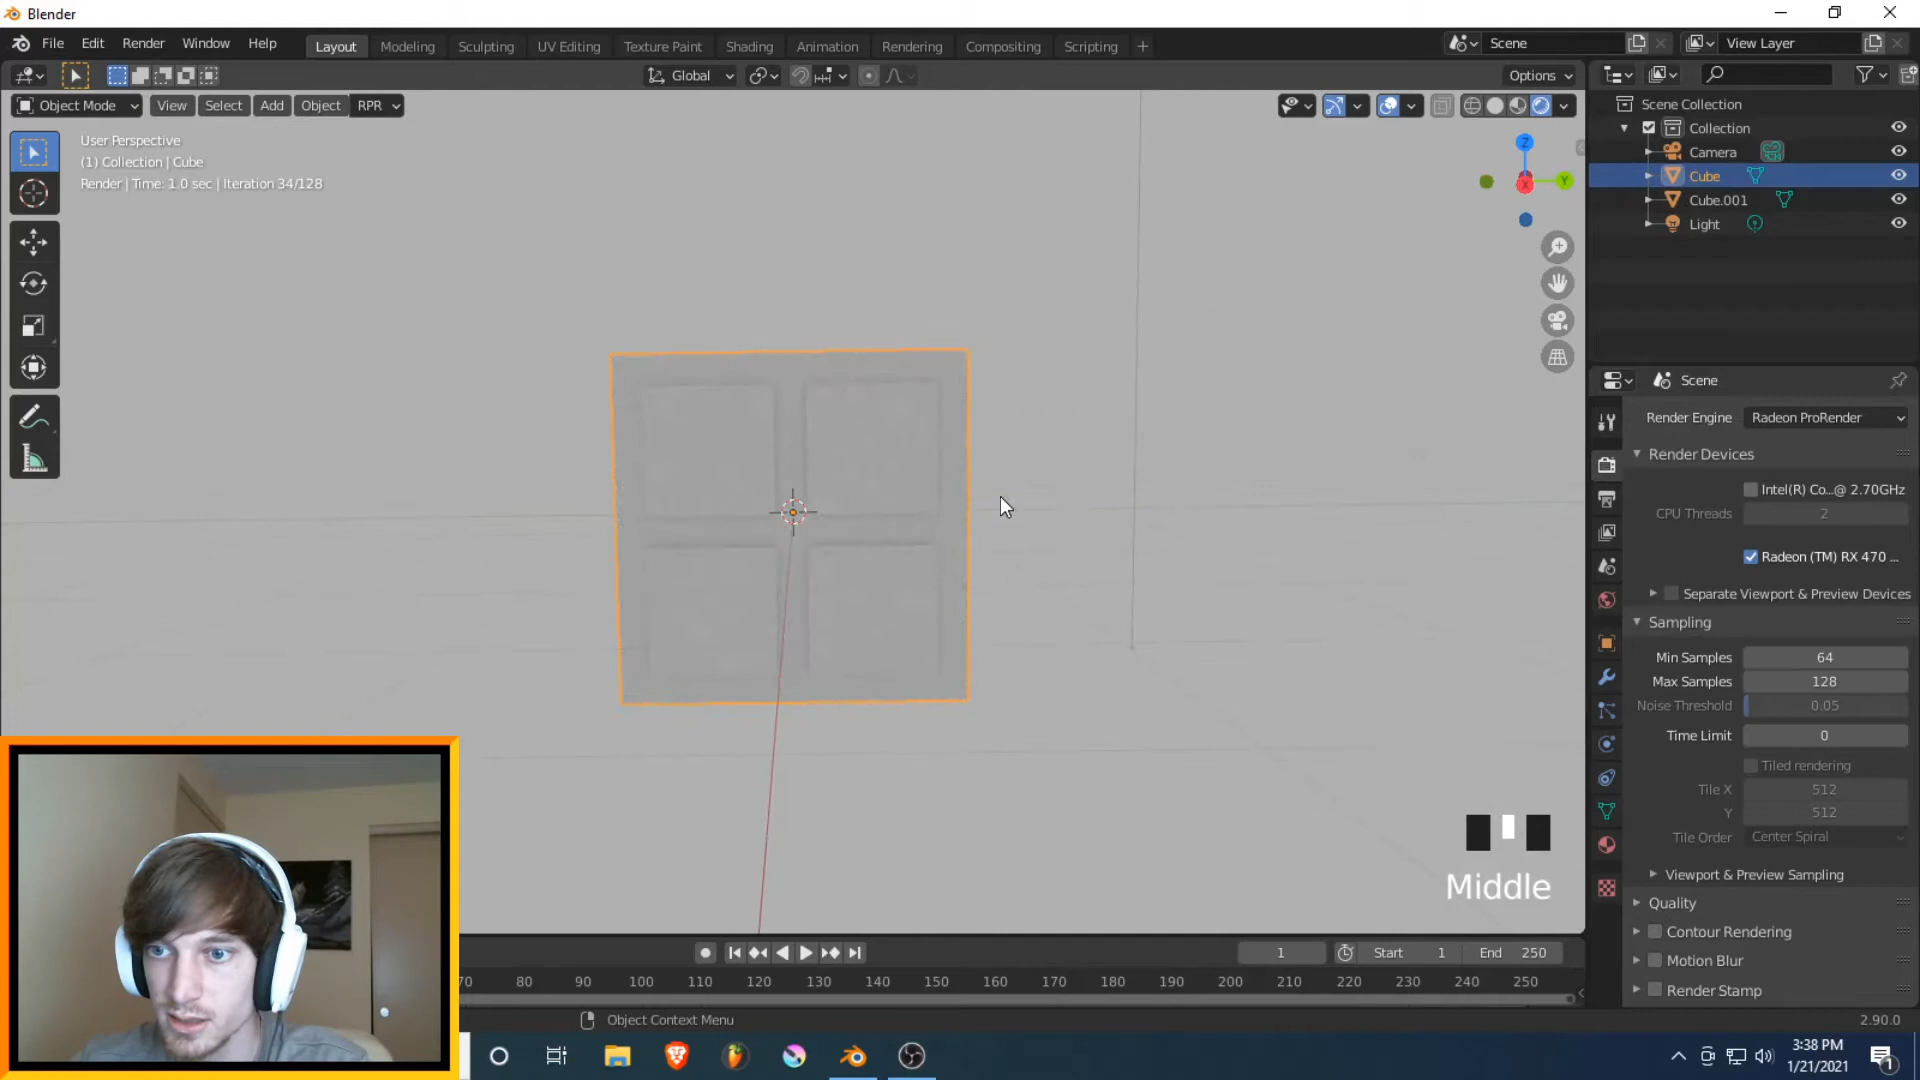 Blender
File Edit Render Window Help Layout Modeling Sculpting UV Editing Texture Paint Shading Animation Rendering Compositing Scripting + Scene View Layer
Global Options
Object Mode View Select Add Object RPR
User Perspective
(1) Collection | Cube
Render | Time: 1.0 sec | Iteration 34/128
Z
Y
X
Scene Collection
Collection
Camera
Cube
Cube.001
Light
Scene
Render Engine Radeon ProRender
Render Devices
Intel(R) Co...@ 2.70GHz
CPU Threads 2
Radeon (TM) RX 470 ...
Separate Viewport & Preview Devices
Sampling
Min Samples 64
Max Samples 128
Noise Threshold 0.05
Time Limit 0
Tiled rendering
Tile X 512
Y 512
Tile Order Center Spiral
Viewport & Preview Sampling
Quality
Contour Rendering
Motion Blur
Render Stamp
Middle
1 Start 1 End 250
70 80 90 100 110 120 130 140 150 160 170 180 190 200 210 220 230 240 250
Object Context Menu
2.90.0
3:38 PM
1/21/2021
1